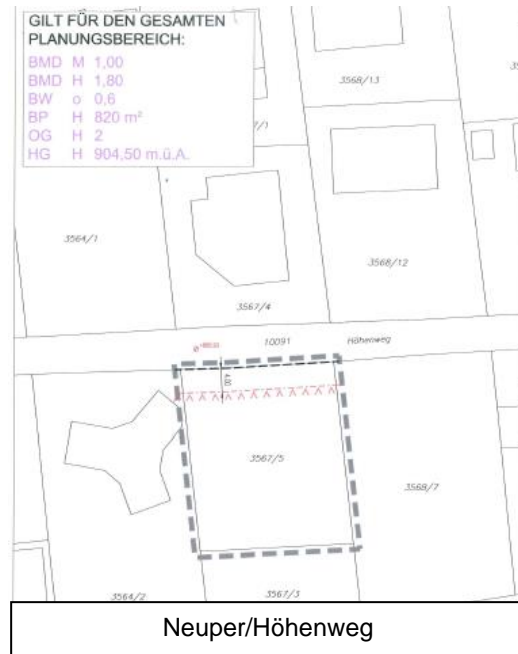 GILT FÜR DEN GESAMTEN
PLANUNGSBEREICH:
BMD M 1,00
BMD H 1,80
BW o 0,6
BP H 820 m²
OG H 2
HG H 904,50 m.ü.A.
3568/13
3564/1
3568/12
3567/4
10091 Höhenweg
4,00
3567/5
3568/7
3564/2
3567/3
Neuper/Höhenweg